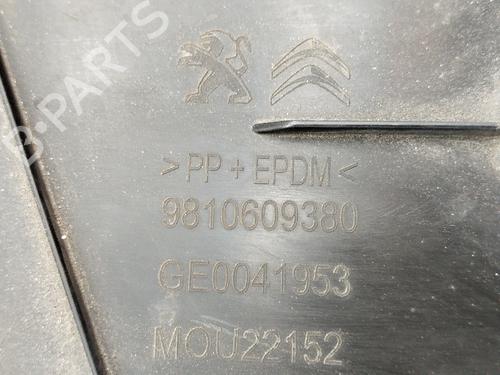 B-PARTS
>PP + EPDM<
9810609380
GE0041953
MOU22152